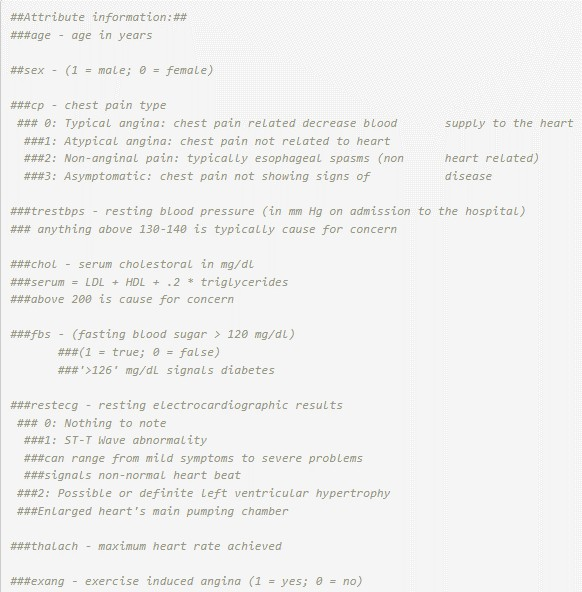 ##Attribute information:##
###age - age in years
##sex - (1 = male; 0 = female)
###cp - chest pain type
### 0: Typical angina: chest pain related decrease blood supply to the heart
###1: Atypical angina: chest pain not related to heart
###2: Non-anginal pain: typically esophageal spasms (non heart related)
###3: Asymptomatic: chest pain not showing signs of disease
###trestbps - resting blood pressure (in mm Hg on admission to the hospital)
### anything above 130-140 is typically cause for concern
###chol - serum cholestoral in mg/dl
###serum = LDL + HDL + .2 * triglycerides
###above 200 is cause for concern
###fbs - (fasting blood sugar > 120 mg/dl)
###(1 = true; 0 = false)
###'>126' mg/dl signals diabetes
###restecg - resting electrocardiographic results
### 0: Nothing to note
###1: ST-T Wave abnormality
###can range from mild symptoms to severe problems
###signals non-normal heart beat
###2: Possible or definite left ventricular hypertrophy
###Enlarged heart's main pumping chamber
###thalach - maximum heart rate achieved
###exang - exercise induced angina (1 = yes; 0 = no)